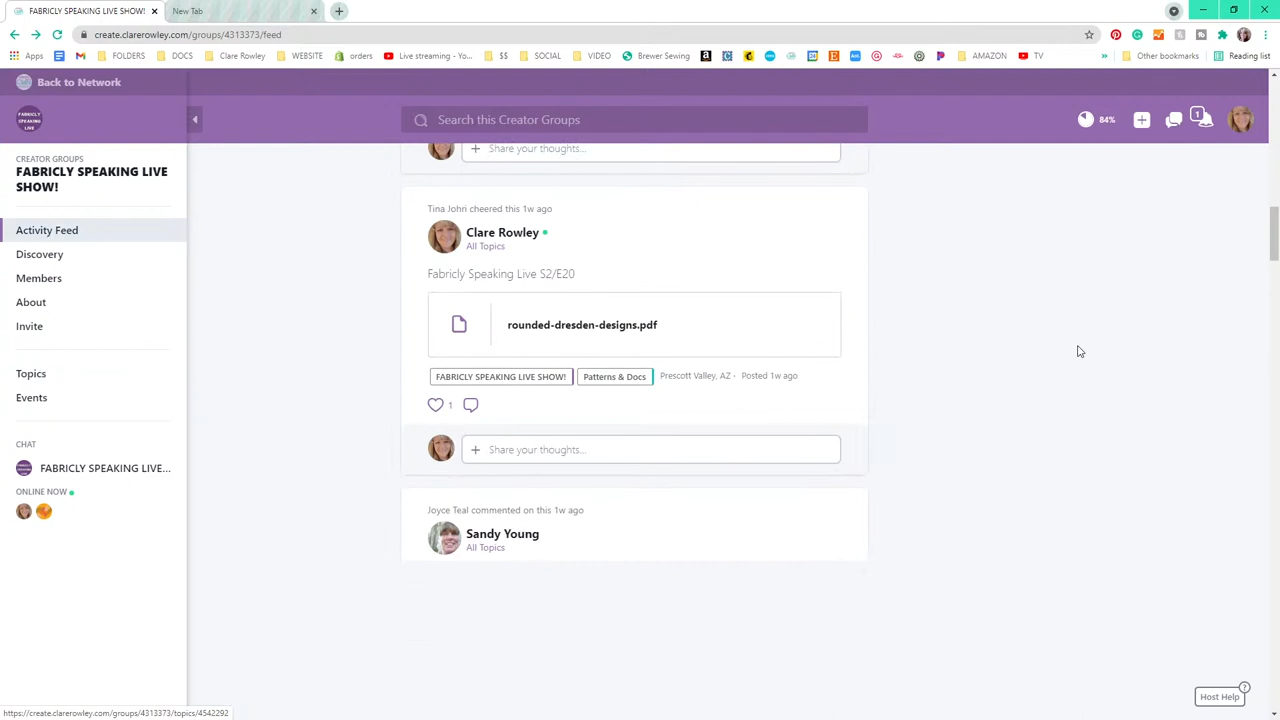 FABRICLY SPEAKING LIVE SHOW!
New Tab
create.clarerowley.com/groups/4313373/feed
Apps
FOLDERS
DOCS
Clare Rowley
WEBSITE
orders
Live streaming - Yo...
$$
SOCIAL
VIDEO
Brewer Sewing
AMAZON
TV
Other bookmarks
Reading list
Back to Network
FABRICLY
SPEAKING
LIVE
Search this Creator Groups
84%
1
CREATOR GROUPS
FABRICLY SPEAKING LIVE
SHOW!
Activity Feed
Discovery
Members
About
Invite
Topics
Events
CHAT
FABRICLY SPEAKING LIVE...
ONLINE NOW
+ Share your thoughts...
Tina Johri cheered this 1w ago
Clare Rowley
All Topics
Fabricly Speaking Live S2/E20
rounded-dresden-designs.pdf
FABRICLY SPEAKING LIVE SHOW! Patterns & Docs Prescott Valley, AZ · Posted 1w ago
1
+ Share your thoughts...
Joyce Teal commented on this 1w ago
Sandy Young
All Topics
Host Help ?
https://create.clarerowley.com/groups/4313373/topics/4542292